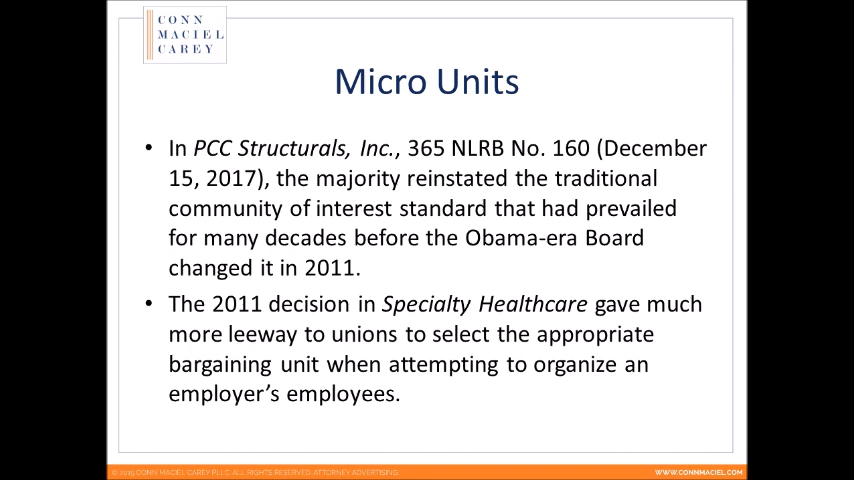 CONN
MACIEL
CAREY
Micro Units
• In PCC Structurals, Inc., 365 NLRB No. 160 (December
15, 2017), the majority reinstated the traditional
community of interest standard that had prevailed
for many decades before the Obama-era Board
changed it in 2011.
• The 2011 decision in Specialty Healthcare gave much
more leeway to unions to select the appropriate
bargaining unit when attempting to organize an
employer’s employees.
© 2019 CONN MACIEL CAREY PLLC ALL RIGHTS RESERVED. ATTORNEY ADVERTISING.
WWW.CONNMACIEL.COM